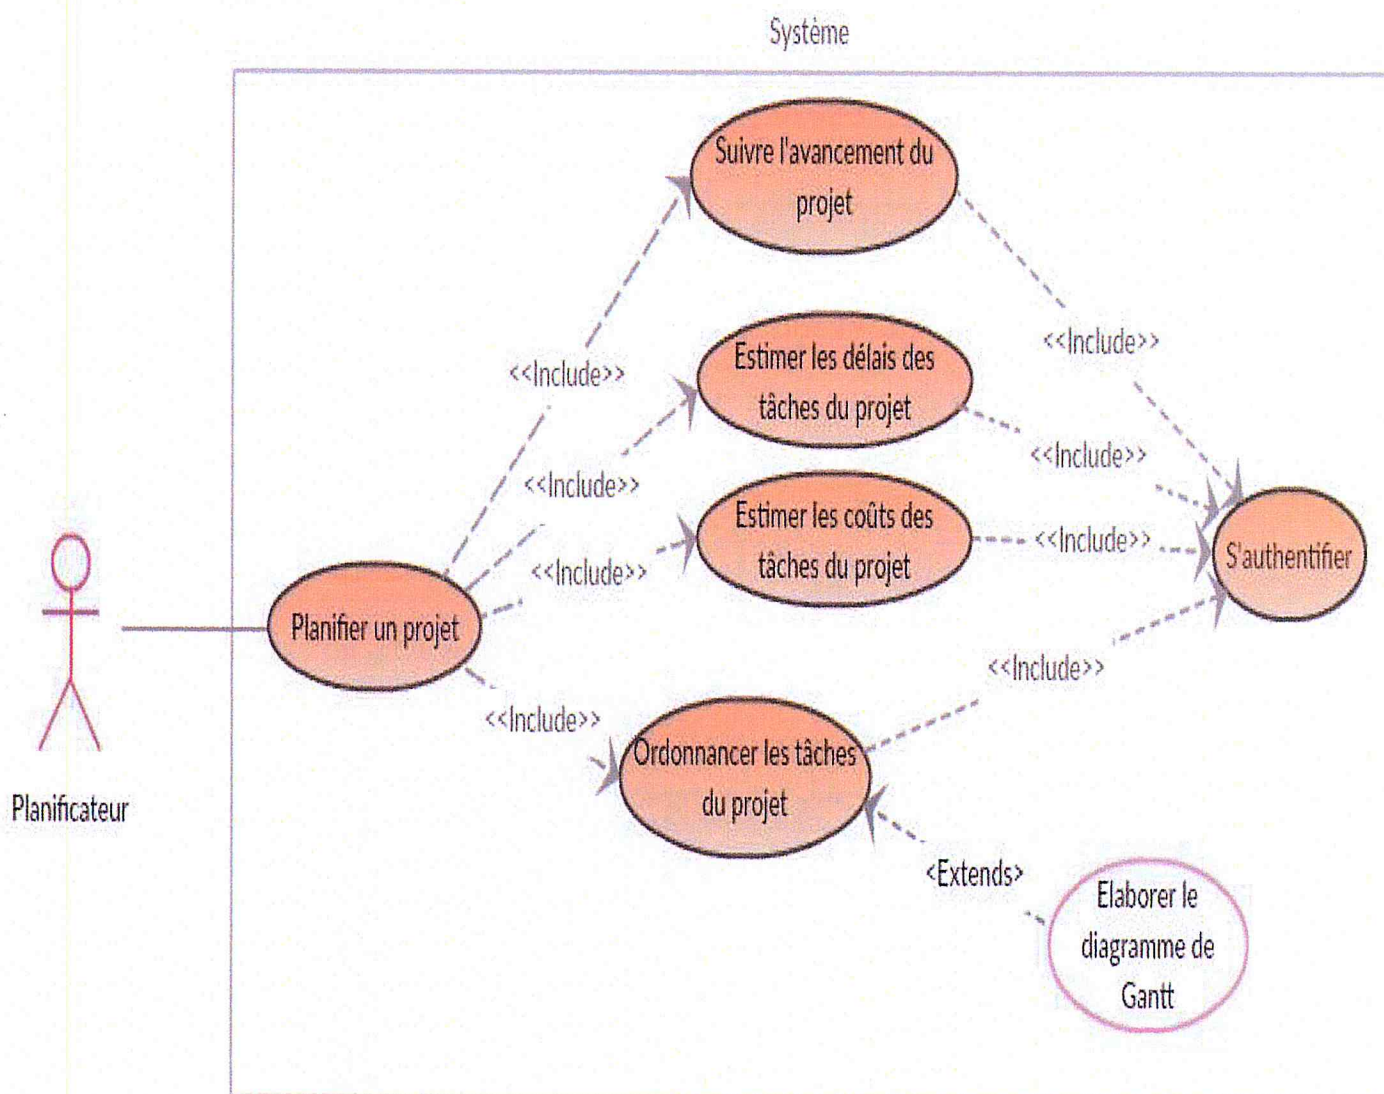 Système
Suivre l'avancement du
projet
<<Include>>
<<Include>>
Estimer les délais des
tâches du projet
<<Include>>
<<Include>>
Estimer les coûts des
tâches du projet
<<Include>>
<<Include>>
S'authentifier
Planifier un projet
<<Include>>
<<Include>>
Ordonnancer les tâches
du projet
Planificateur
<Extends>
Elaborer le
diagramme de
Gantt